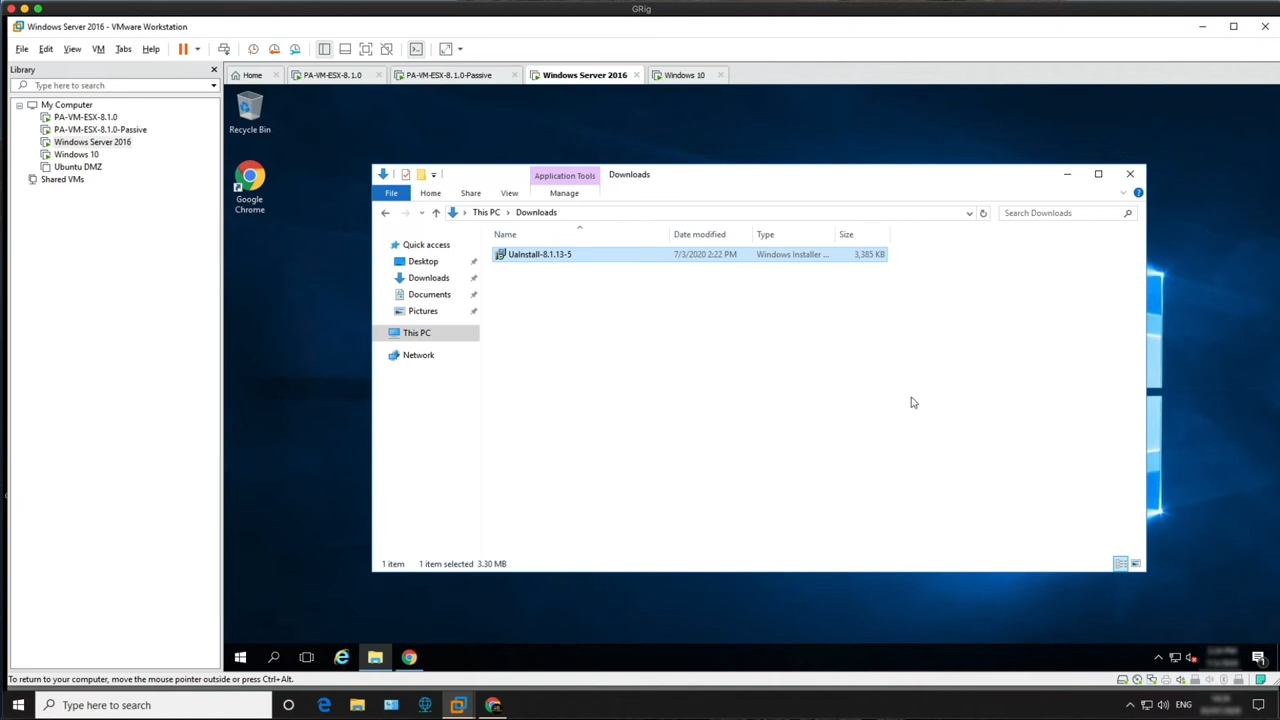 GRig
Windows Server 2016 - VMware Workstation
File Edit View VM Tabs Help
Library
Type here to search
My Computer
PA-VM-ESX-8.1.0
PA-VM-ESX-8.1.0-Passive
Windows Server 2016
Windows 10
Ubuntu DMZ
Shared VMs
Home PA-VM-ESX-8.1.0 PA-VM-ESX-8.1.0-Passive Windows Server 2016 Windows 10
Recycle Bin
Google
Chrome
Application Tools Downloads
File Home Share View Manage
This PC Downloads Search Downloads
Name Date modified Type Size
UaInstall-8.1.13-5 7/3/2020 2:22 PM Windows Installer ... 3,385 KB
Quick access
Desktop
Downloads
Documents
Pictures
This PC
Network
1 item 1 item selected 3.30 MB
To return to your computer, move the mouse pointer outside or press Ctrl+Alt.
Type here to search ENG